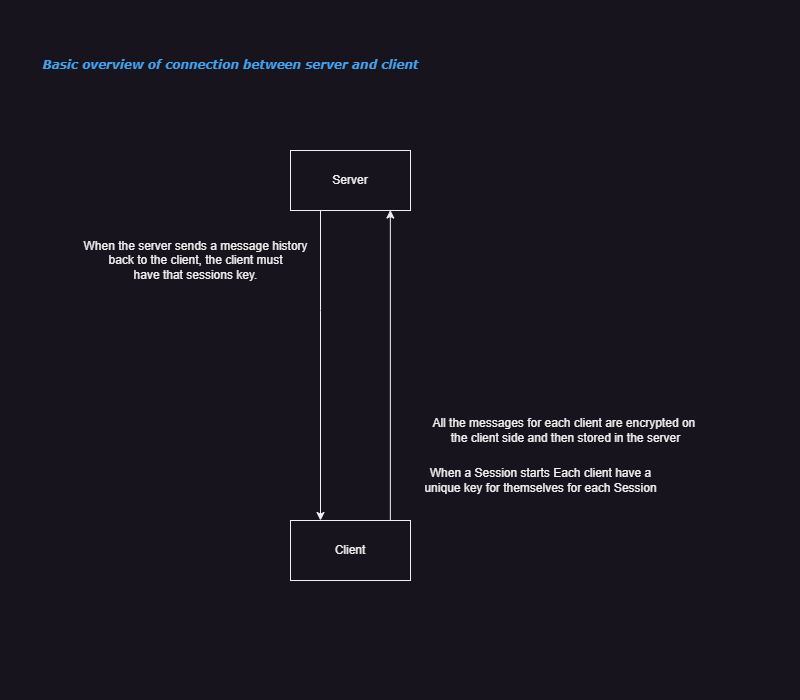 Basic overview of connection between server and client
Server
When the server sends a message history
back to the client, the client must
have that sessions key.
All the messages for each client are encrypted on
the client side and then stored in the server
When a Session starts Each client have a
unique key for themselves for each Session
Client